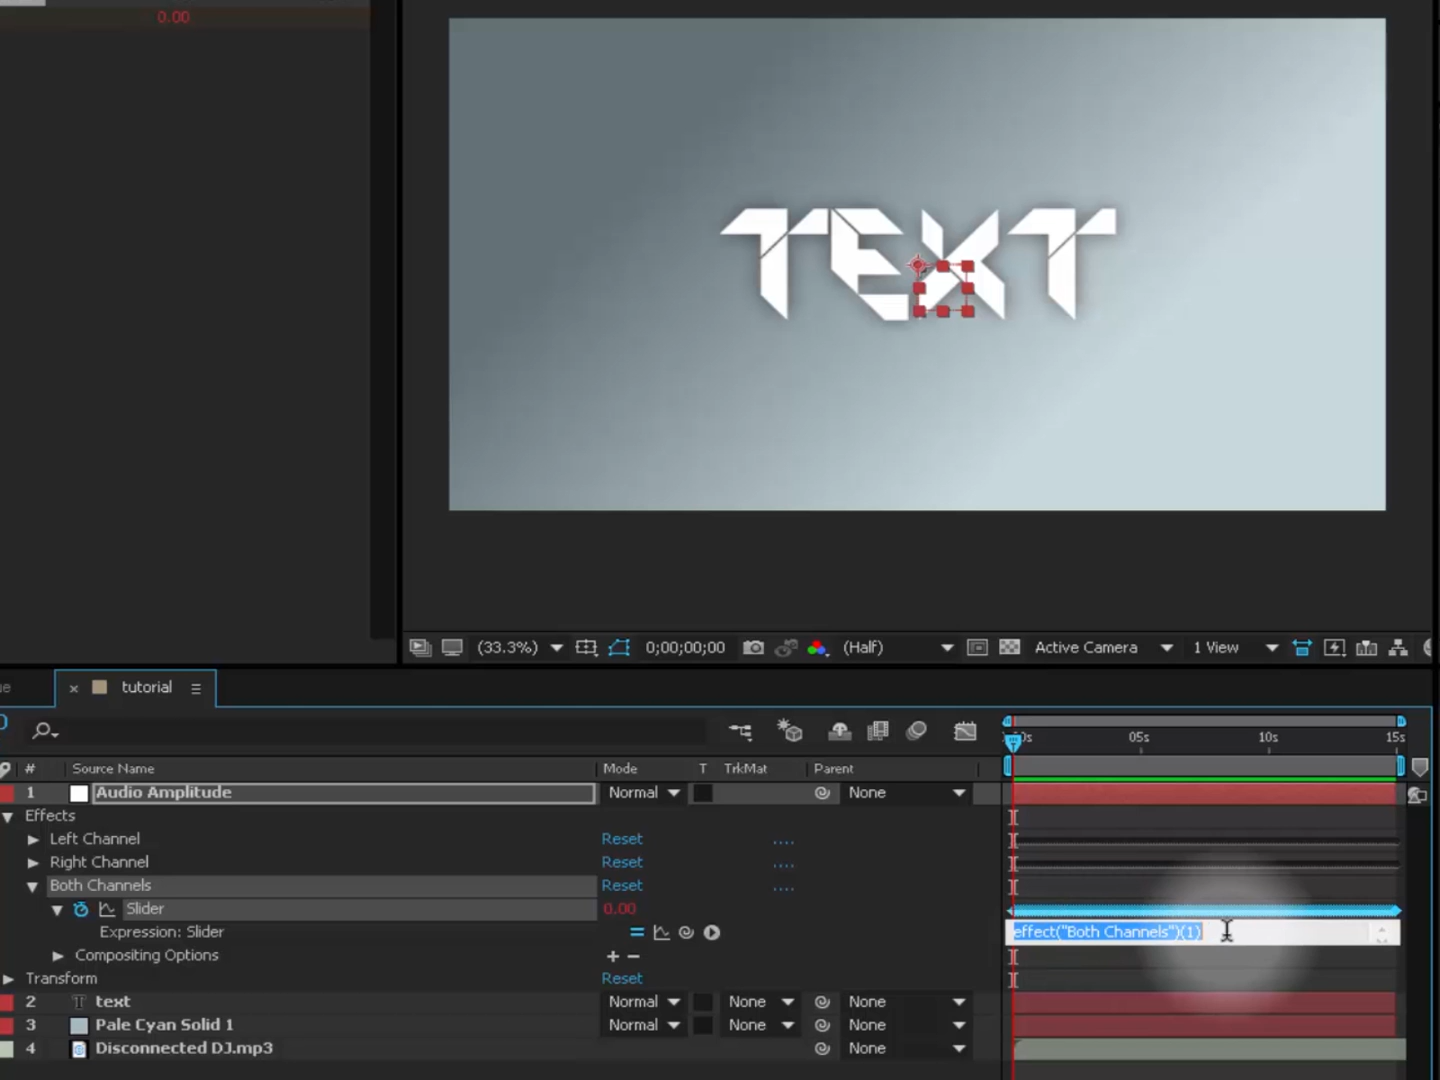 0.00
TEXT
(33.3%)
0;00;00;00
(Half)
Active Camera
1 View
tutorial
05s
10s
15s
#
Source Name
Mode
T
TrkMat
Parent
1
Audio Amplitude
Normal
None
Effects
Left Channel
Reset
....
Right Channel
Reset
....
Both Channels
Reset
....
Slider
0.00
Expression: Slider
effect("Both Channels")(1)
Compositing Options
+ −
Transform
Reset
2
T
text
Normal
None
None
3
Pale Cyan Solid 1
Normal
None
None
4
Disconnected DJ.mp3
None